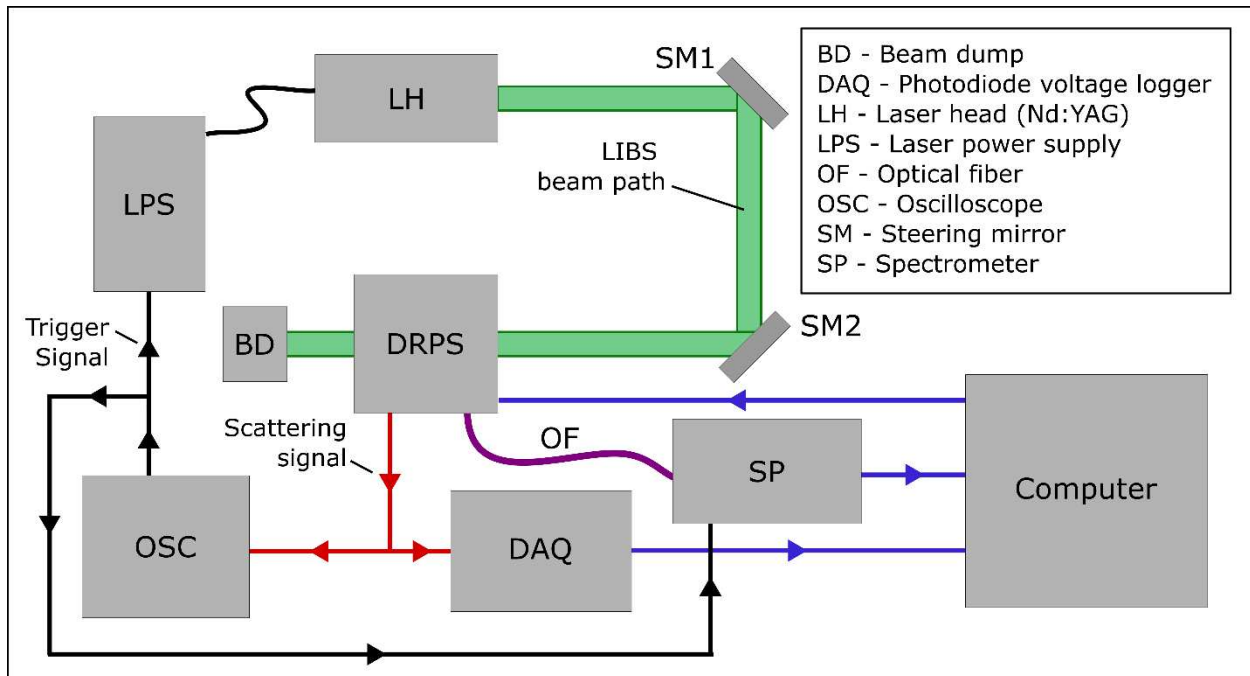 SM1
LH
LIBS
beam path
LPS
BD - Beam dump
DAQ - Photodiode voltage logger
LH - Laser head (Nd:YAG)
LPS - Laser power supply
OF - Optical fiber
OSC - Oscilloscope
SM - Steering mirror
SP - Spectrometer
Trigger
Signal
BD
DRPS
SM2
Scattering
signal
OF
SP
Computer
OSC
DAQ